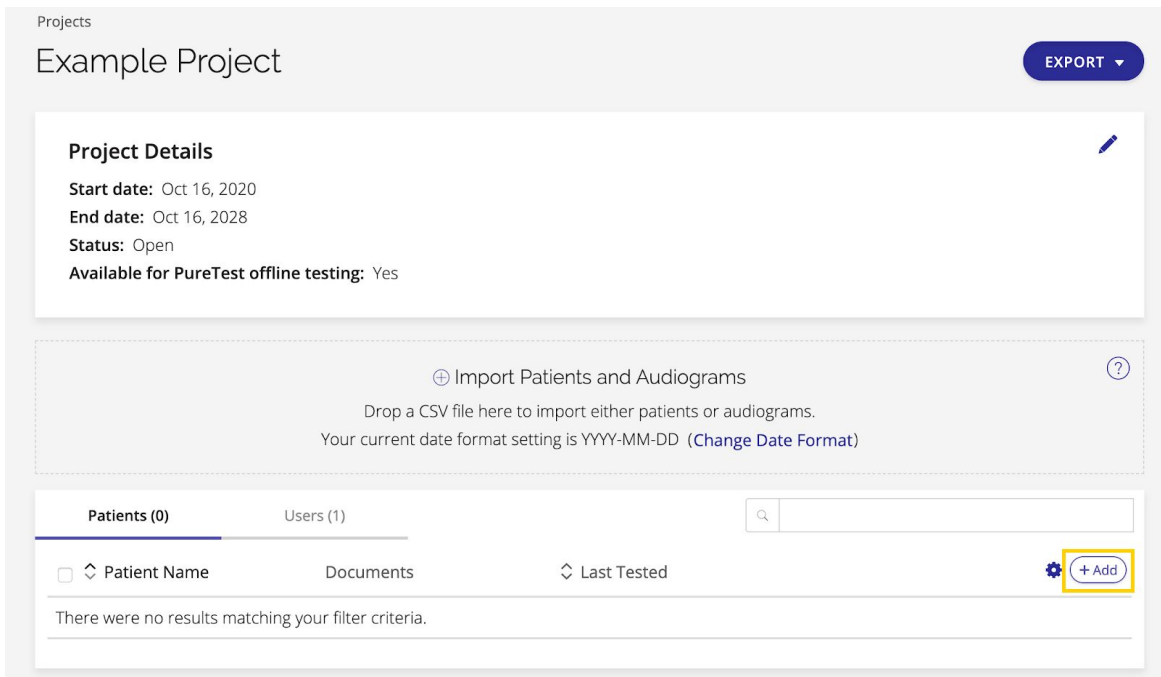 Projects
Example Project
EXPORT
Project Details
Start date: Oct 16, 2020
End date: Oct 16, 2028
Status: Open
Available for PureTest offline testing: Yes
Import Patients and Audiograms
?
Drop a CSV file here to import either patients or audiograms.
Your current date format setting is YYYY-MM-DD (Change Date Format)
Patients (0) Users (1)
Patient Name Documents Last Tested + Add
There were no results matching your filter criteria.